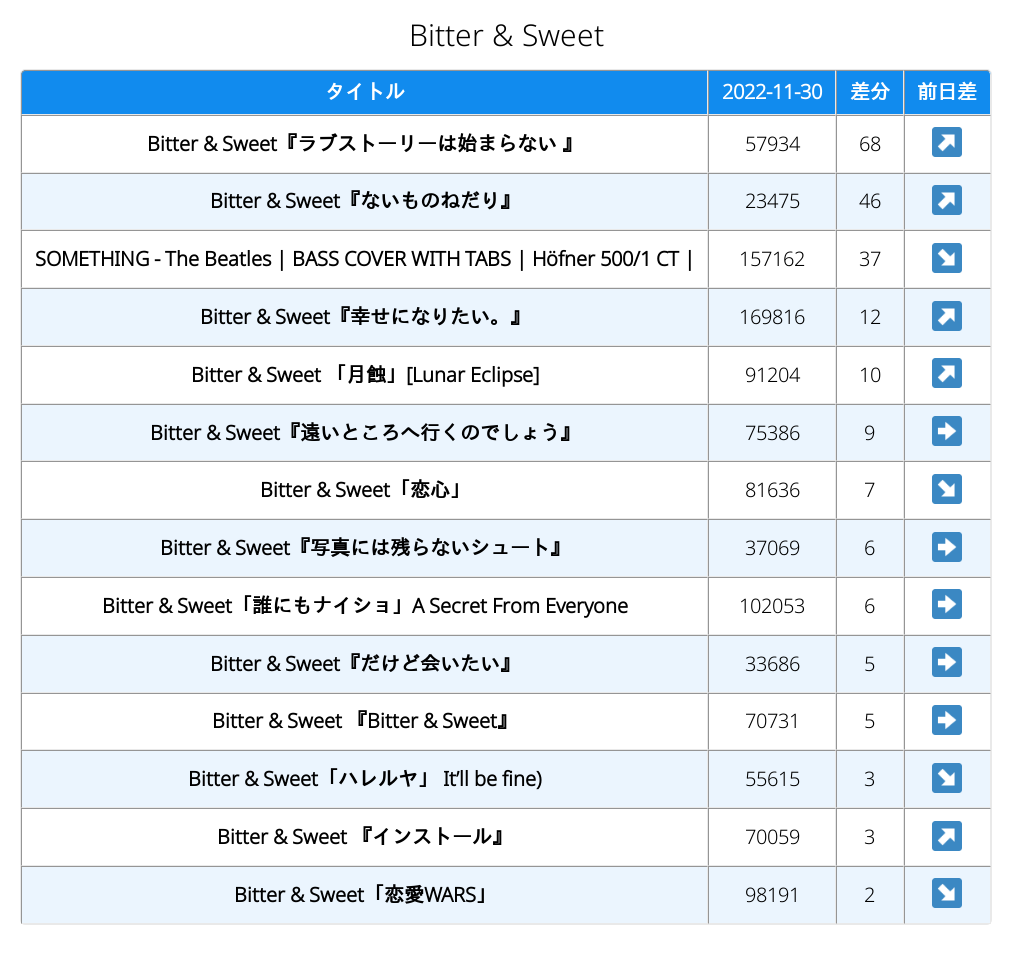 Bitter & Sweet
タイトル 2022-11-30 差分 前日差
Bitter & Sweet『ラブストーリーは始まらない 』 57934 68
Bitter & Sweet『ないものねだり』 23475 46
SOMETHING - The Beatles | BASS COVER WITH TABS | Höfner 500/1 CT | 157162 37
Bitter & Sweet『幸せになりたい。』 169816 12
Bitter & Sweet 「月蝕」[Lunar Eclipse] 91204 10
Bitter & Sweet『遠いところへ行くのでしょう』 75386 9
Bitter & Sweet「恋心」 81636 7
Bitter & Sweet『写真には残らないシュート』 37069 6
Bitter & Sweet「誰にもナイショ」A Secret From Everyone 102053 6
Bitter & Sweet『だけど会いたい』 33686 5
Bitter & Sweet 『Bitter & Sweet』 70731 5
Bitter & Sweet「ハレルヤ」 It’ll be fine) 55615 3
Bitter & Sweet 『インストール』 70059 3
Bitter & Sweet「恋愛WARS」 98191 2